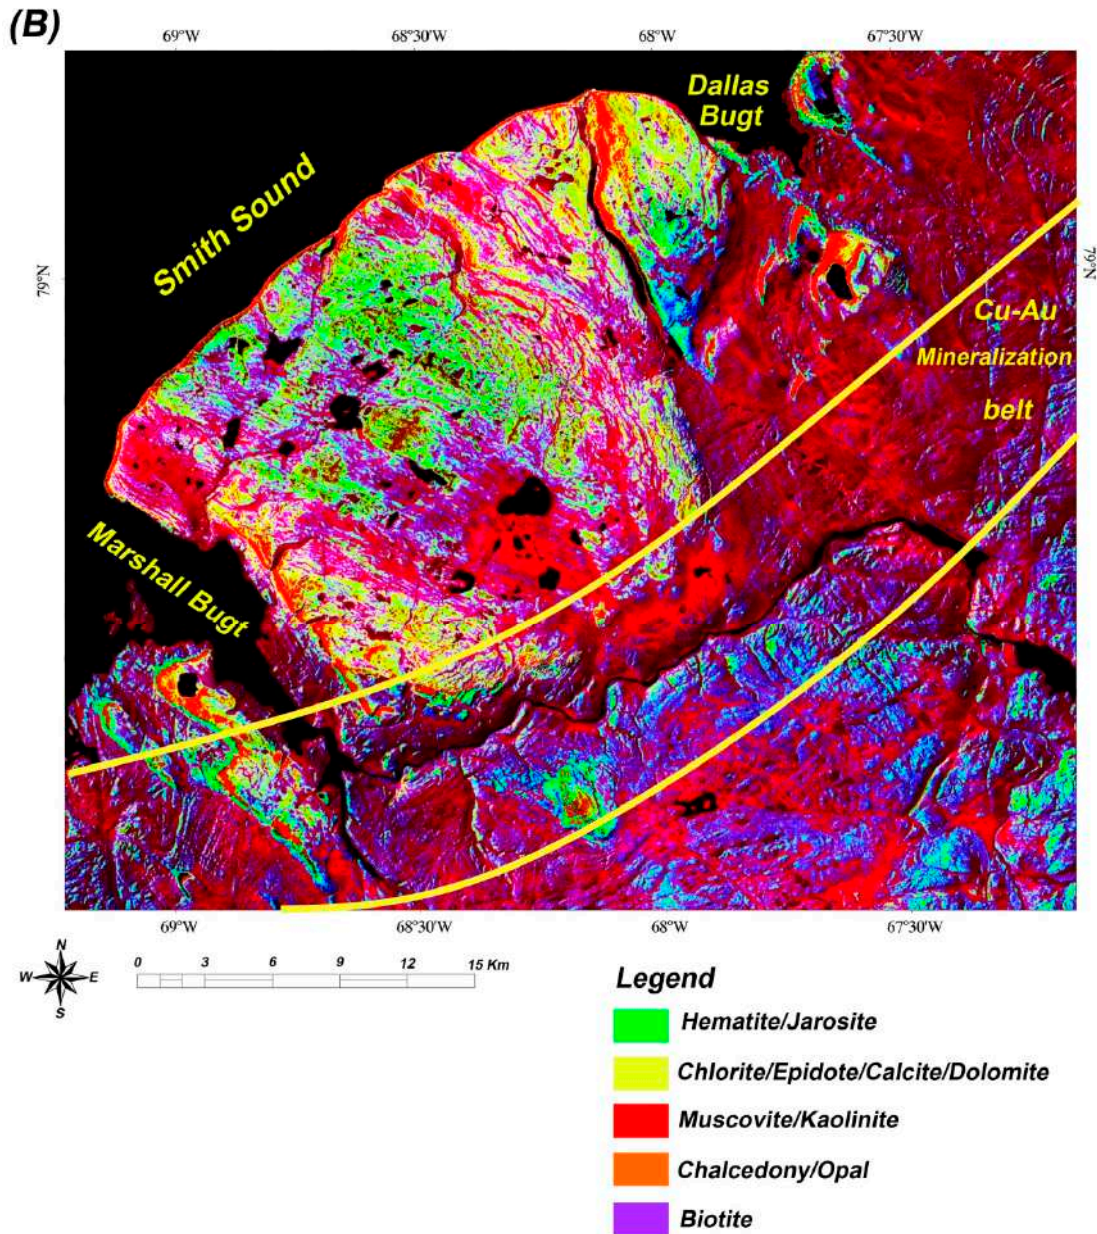 (B)
69°W 68°30'W 68°W 67°30'W
Dallas
Bugt
Smith Sound
79°N
79°N
Cu-Au
Mineralization
belt
Marshall Bugt
69°W 68°30'W 68°W 67°30'W
N
W E
S
0 3 6 9 12 15 Km
Legend
Hematite/Jarosite
Chlorite/Epidote/Calcite/Dolomite
Muscovite/Kaolinite
Chalcedony/Opal
Biotite